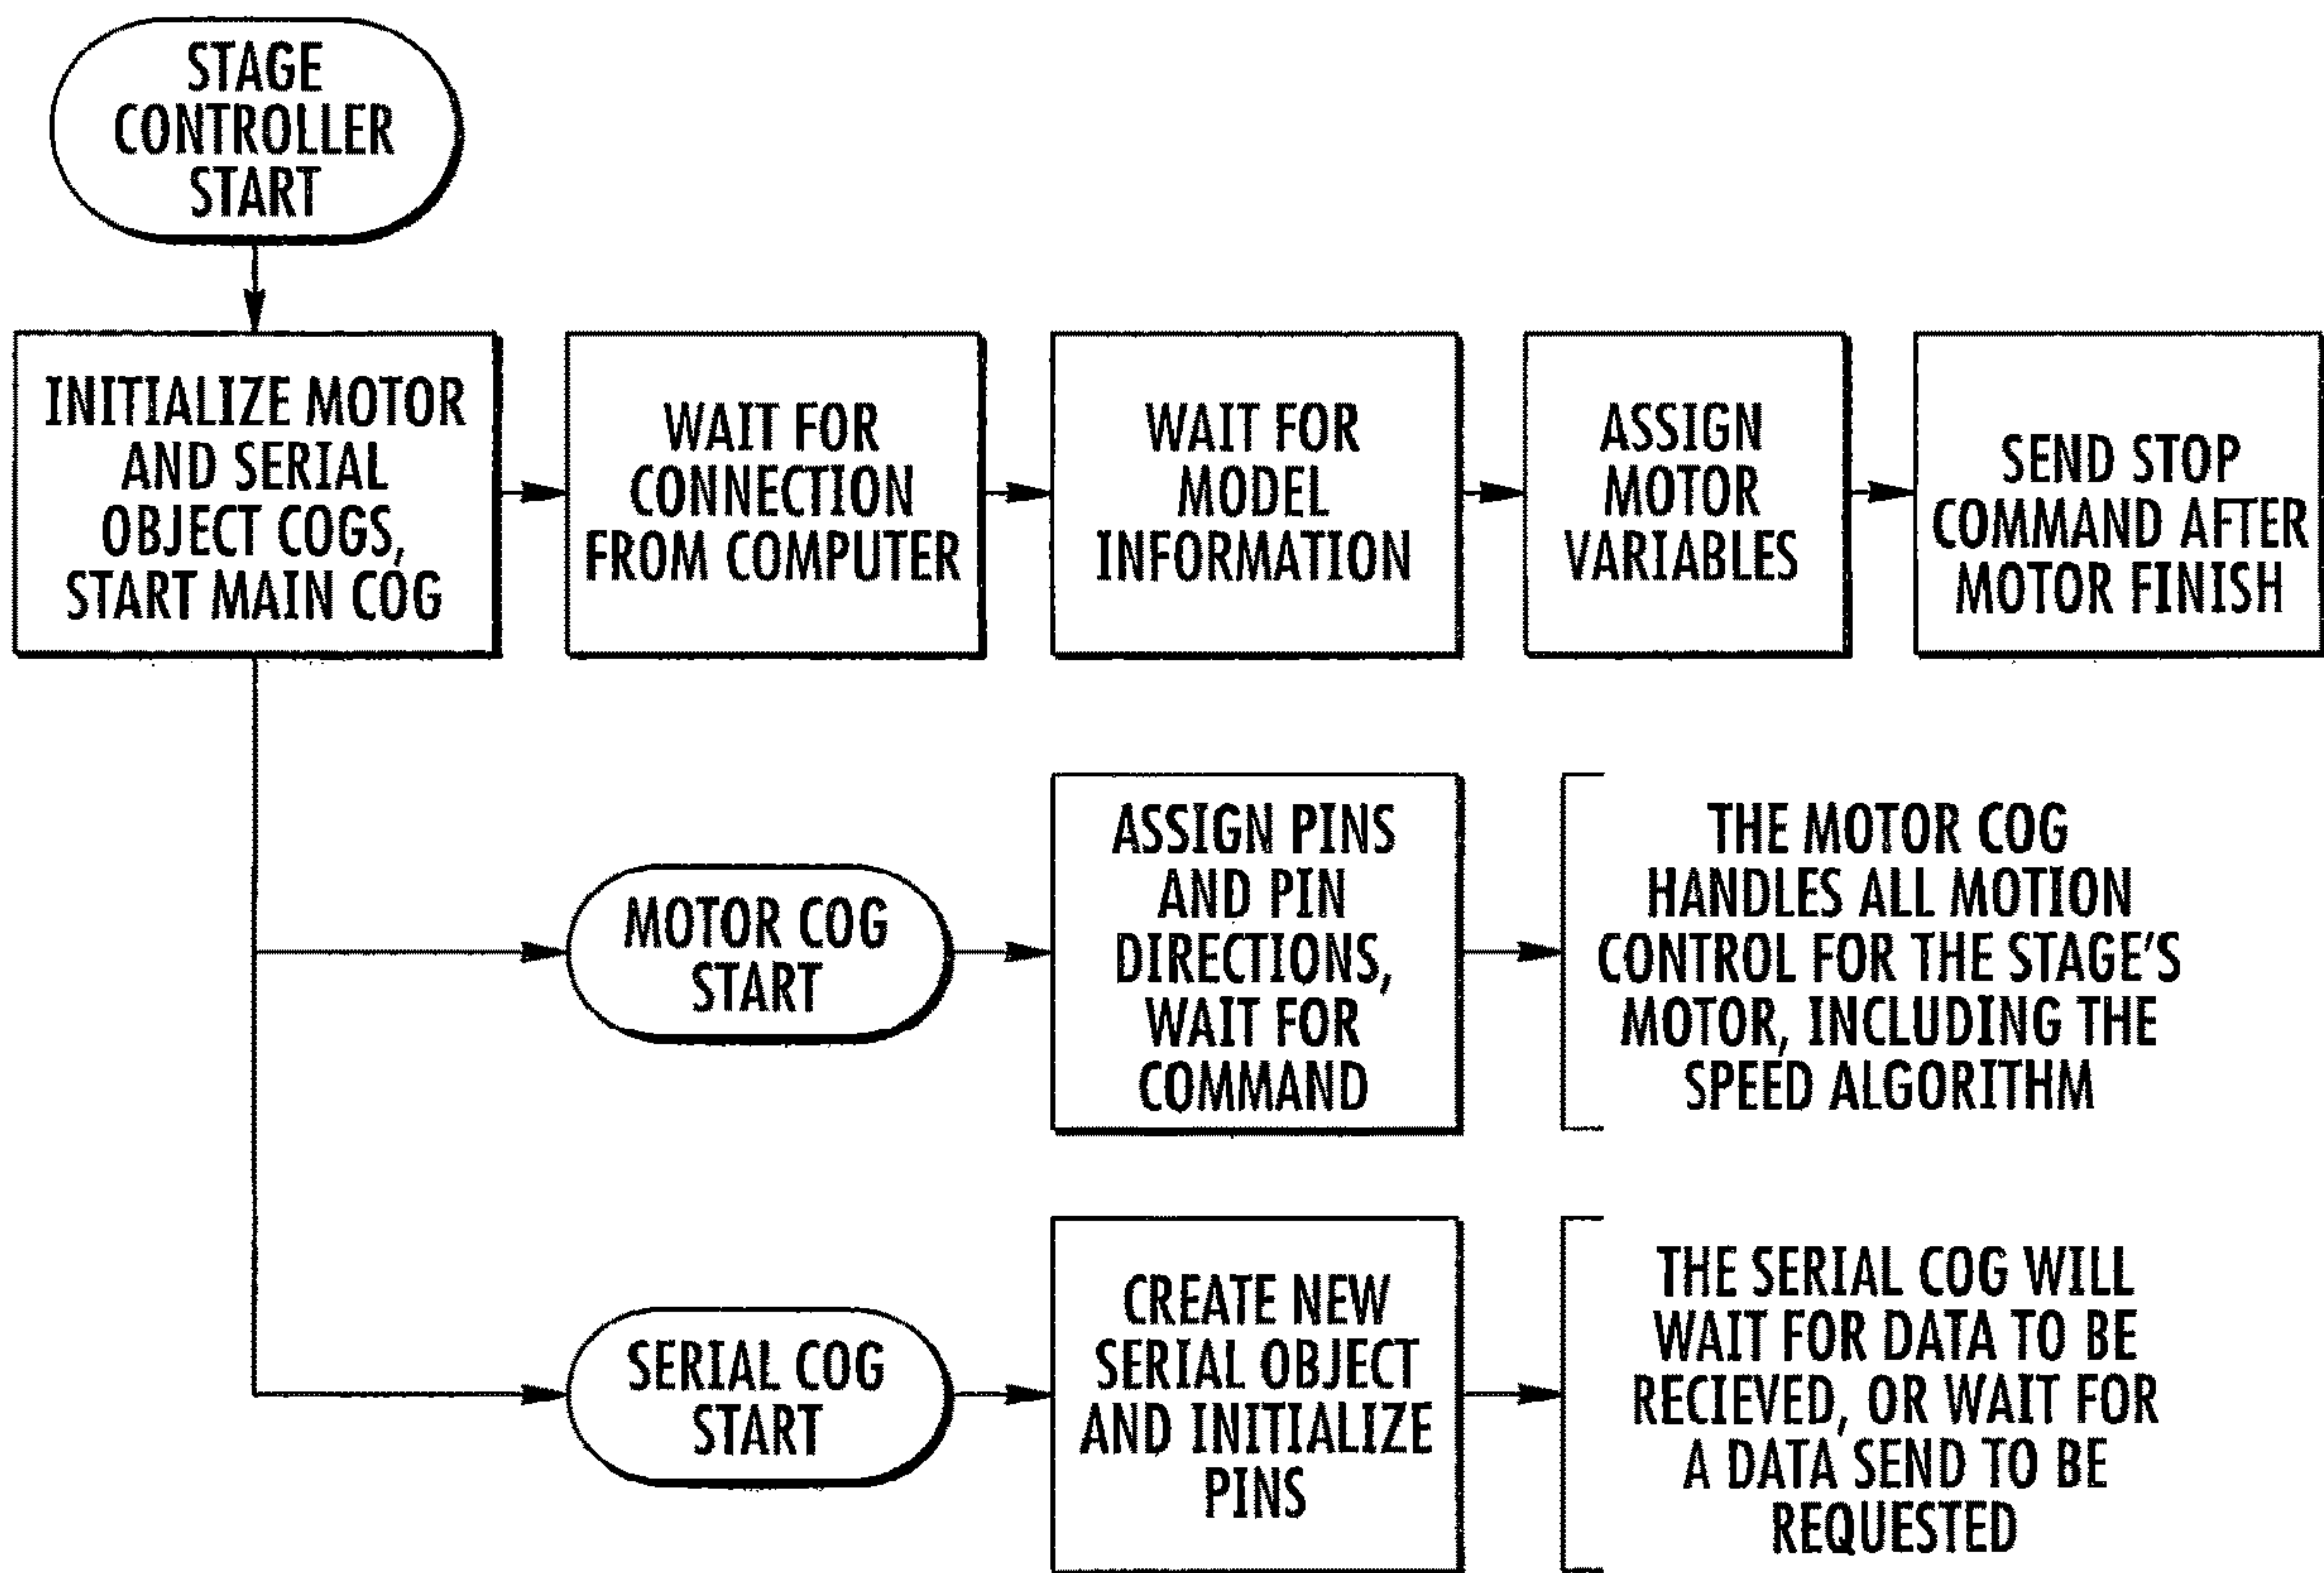 STAGE
CONTROLLER
START
INITIALIZE MOTOR
AND SERIAL
OBJECT COGS,
START MAIN COG
WAIT FOR
CONNECTION
FROM COMPUTER
WAIT FOR
MODEL
INFORMATION
ASSIGN
MOTOR
VARIABLES
SEND STOP
COMMAND AFTER
MOTOR FINISH
MOTOR COG
START
ASSIGN PINS
AND PIN
DIRECTIONS,
WAIT FOR
COMMAND
THE MOTOR COG
HANDLES ALL MOTION
CONTROL FOR THE STAGE'S
MOTOR, INCLUDING THE
SPEED ALGORITHM
SERIAL COG
START
CREATE NEW
SERIAL OBJECT
AND INITIALIZE
PINS
THE SERIAL COG WILL
WAIT FOR DATA TO BE
RECIEVED, OR WAIT FOR
A DATA SEND TO BE
REQUESTED